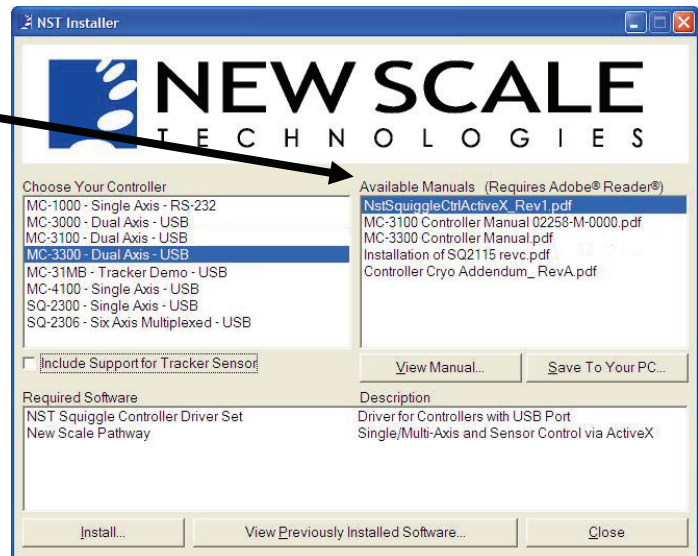 NST Installer
NEW SCALE
TECHNOLOGIES
Choose Your Controller
MC-1000 - Single Axis - RS-232
MC-3000 - Dual Axis - USB
MC-3100 - Dual Axis - USB
MC-3300 - Dual Axis - USB
MC-31MB - Tracker Demo - USB
MC-4100 - Single Axis - USB
SQ-2300 - Single Axis - USB
SQ-2306 - Six Axis Multiplexed - USB
Include Support for Tracker Sensor
Available Manuals (Requires Adobe® Reader®)
NstSquiggleCtrlActiveX_Rev1.pdf
MC-3100 Controller Manual 02258-M-0000.pdf
MC-3300 Controller Manual.pdf
Installation of SQ2115 revc.pdf
Controller Cryo Addendum_ RevA.pdf
View Manual...
Save To Your PC...
Required Software
Description
NST Squiggle Controller Driver Set
Driver for Controllers with USB Port
New Scale Pathway
Single/Multi-Axis and Sensor Control via ActiveX
Install...
View Previously Installed Software...
Close